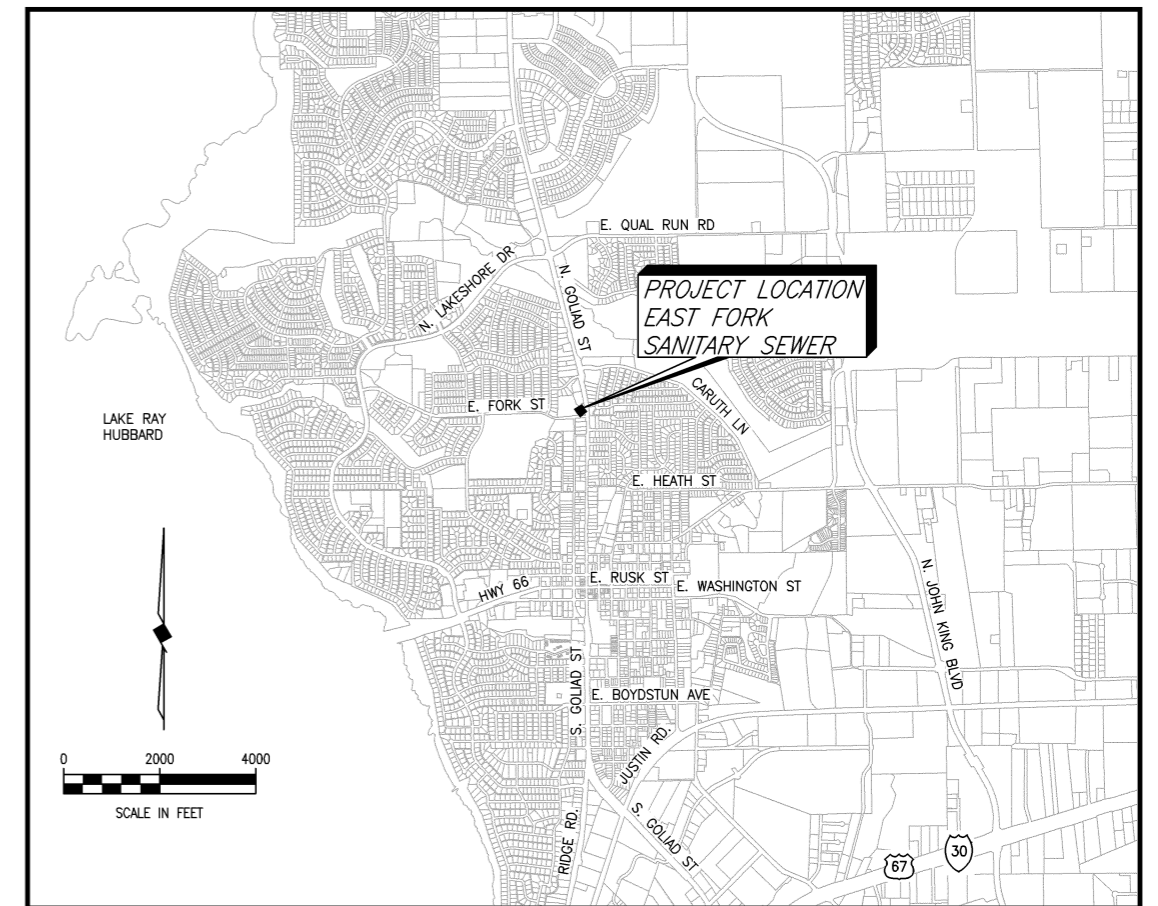 E. QUAL RUN RD
N. LAKESHORE DR
N. GOLIAD ST
PROJECT LOCATION
EAST FORK
SANITARY SEWER
CARUTH LN
E. FORK ST
LAKE RAY
HUBBARD
E. HEATH ST
HWY 66
E. RUSK ST
E. WASHINGTON ST
N. JOHN KING BLVD
S. GOLIAD ST
E. BOYDSTUN AVE
JUSTIN RD.
0 2000 4000
SCALE IN FEET
RIDGE RD.
S. GOLIAD ST
67
30